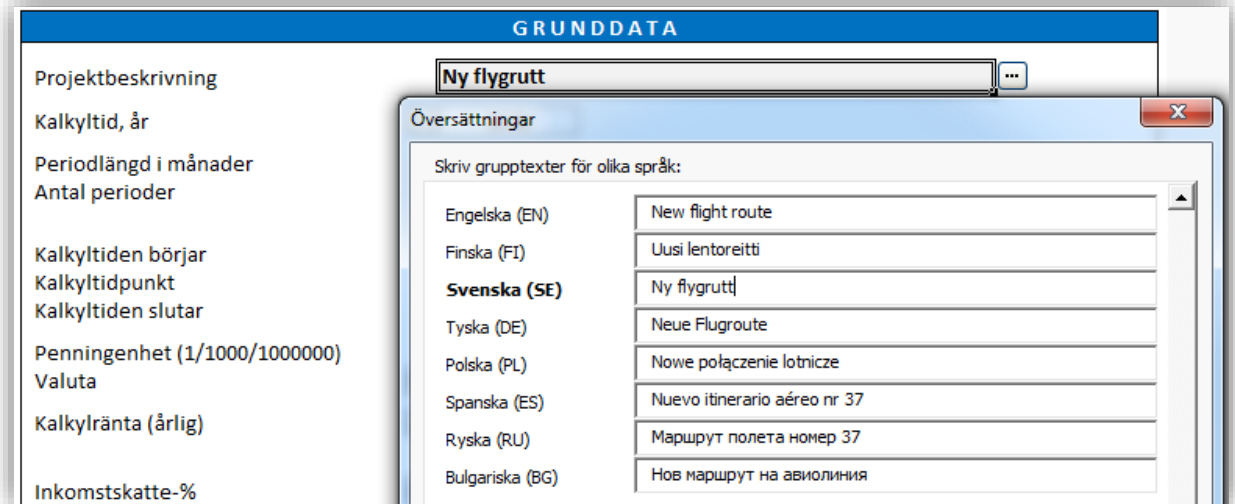 GRUNDDATA
Projektbeskrivning
Ny flygrutt
...
Kalkyltid, år
Periodlängd i månader
Antal perioder
Kalkyltiden börjar
Kalkyltidpunkt
Kalkyltiden slutar
Penningenhet (1/1000/1000000)
Valuta
Kalkylränta (årlig)
Inkomstskatte-%
Översättningar
Skriv grupptexter för olika språk:
Engelska (EN) New flight route
Finska (FI) Uusi lentoreitti
Svenska (SE) Ny flygrutt
Tyska (DE) Neue Flugroute
Polska (PL) Nowe połączenie lotnicze
Spanska (ES) Nuevo itinerario aéreo nr 37
Ryska (RU) Маршрут полета номер 37
Bulgariska (BG) Нов маршрут на авиолиния